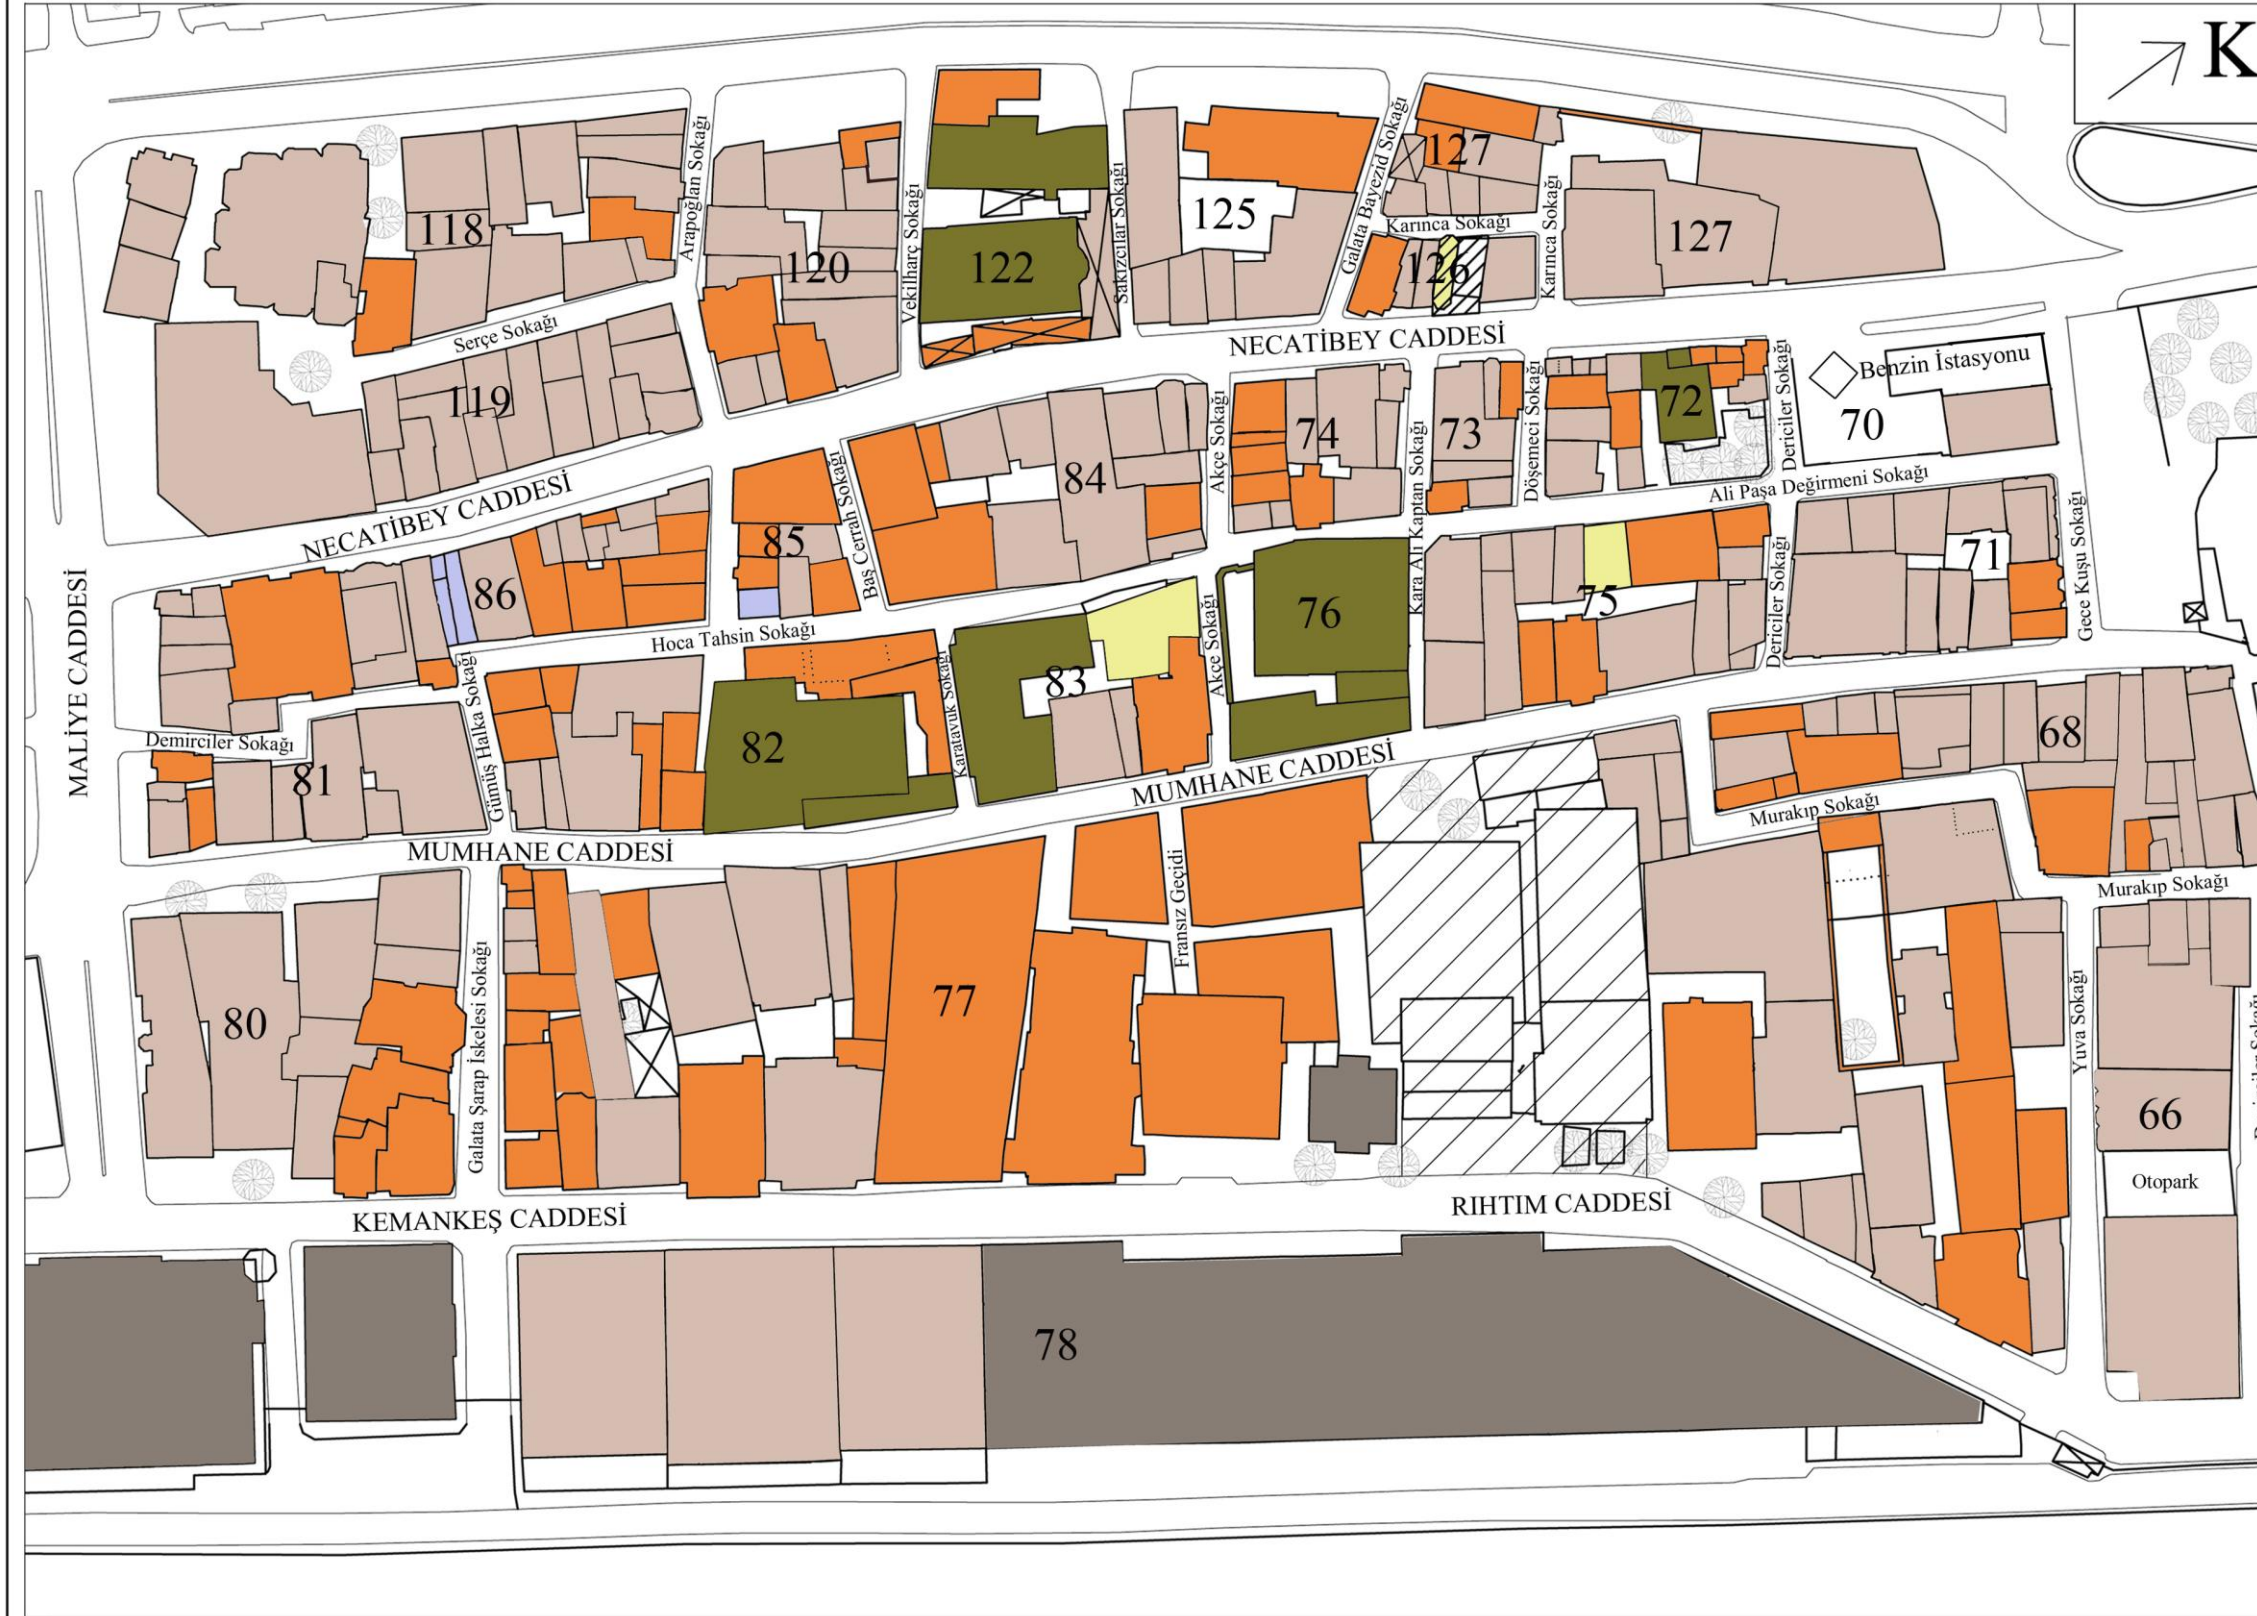 K
Arapoğlan Sokağı
Vekilharç Sokağı
Sakızcılar Sokağı
Galata Bayezid Sokağı
127
118
125
Karınca Sokağı
Karınca Sokağı
127
120
122
126
Serçe Sokağı
NECATİBEY CADDESİ
Benzin İstasyonu
119
Baş Cerrah Sokağı
84
Akçe Sokağı
74
Kara Ali Kaptan Sokağı
73
Döşemeci Sokağı
72
Dericiler Sokağı
70
Ali Paşa Değirmeni Sokağı
NECATİBEY CADDESİ
85
71
Gece Kuşu Sokağı
MALİYE CADDESİ
86
Hoca Tahsin Sokağı
76
75
Dericiler Sokağı
Demirciler Sokağı
Gümüş Halka Sokağı
82
Karatavuk Sokağı
83
Akçe Sokağı
68
81
MUMHANE CADDESİ
Murakıp Sokağı
MUMHANE CADDESİ
Fransız Geçidi
Murakıp Sokağı
80
Galata Şarap İskelesi Sokağı
77
Yuva Sokağı
66
Otopark
KEMANKEŞ CADDESİ
RIHTIM CADDESİ
78